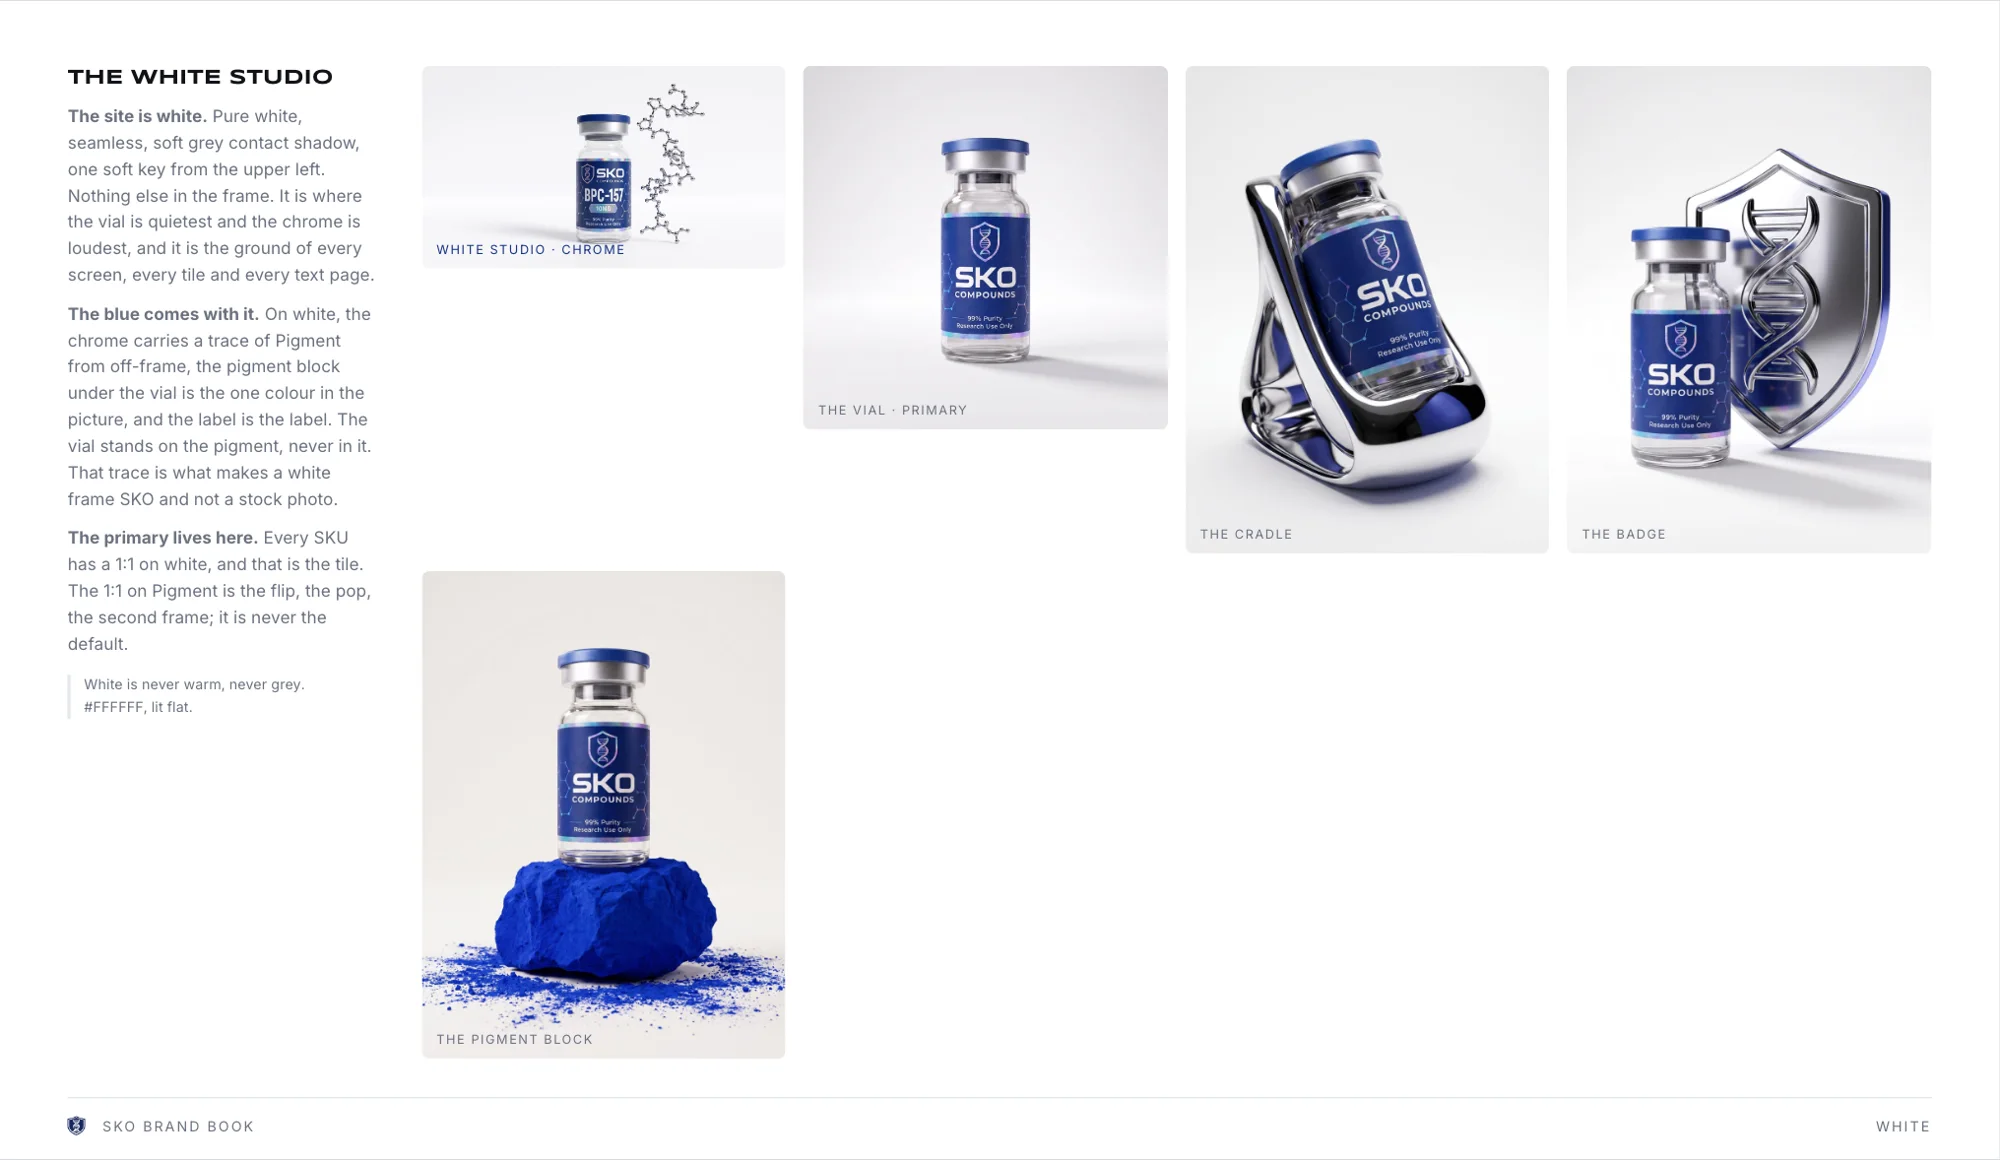 THE WHITE STUDIO
The site is white. Pure white,
seamless, soft grey contact shadow,
one soft key from the upper left.
Nothing else in the frame. It is where
the vial is quietest and the chrome is
loudest, and it is the ground of every
screen, every tile and every text page.
The blue comes with it. On white, the
chrome carries a trace of Pigment
from off-frame, the pigment block
under the vial is the one colour in the
picture, and the label is the label. The
vial stands on the pigment, never in it.
That trace is what makes a white
frame SKO and not a stock photo.
The primary lives here. Every SKU
has a 1:1 on white, and that is the tile.
The 1:1 on Pigment is the flip, the pop,
the second frame; it is never the
default.
White is never warm, never grey.
#FFFFFF, lit flat.
SKO
BPC-157
10MG
99% Purity
Research Use Only
WHITE STUDIO · CHROME
SKO
COMPOUNDS
99% Purity
Research Use Only
THE VIAL · PRIMARY
SKO
COMPOUNDS
99% Purity
Research Use Only
THE CRADLE
SKO
COMPOUNDS
99% Purity
Research Use Only
THE BADGE
SKO
COMPOUNDS
99% Purity
Research Use Only
THE PIGMENT BLOCK
SKO BRAND BOOK
WHITE